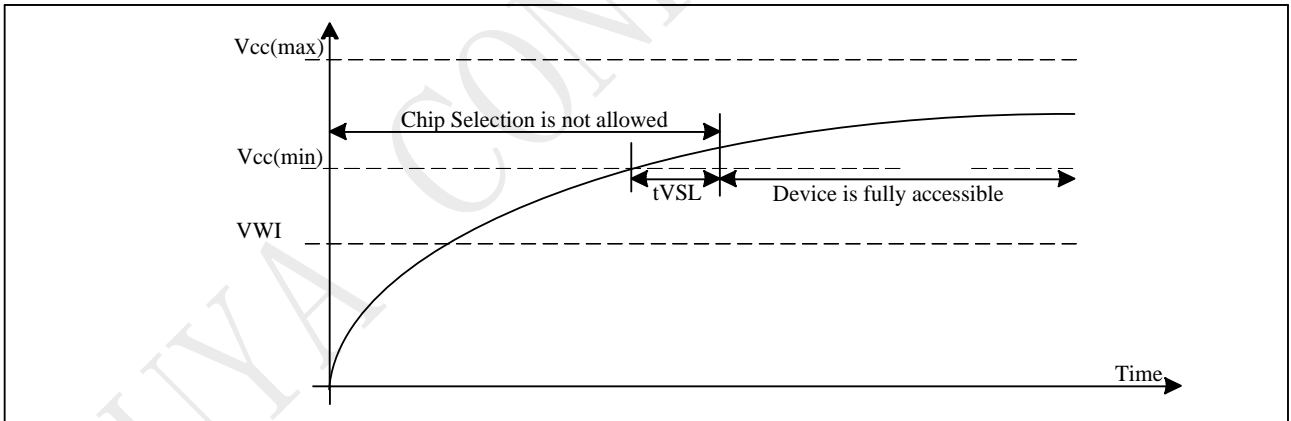 Vcc(max)
Chip Selection is not allowed
Vcc(min)
tVSL
Device is fully accessible
VWI
Time